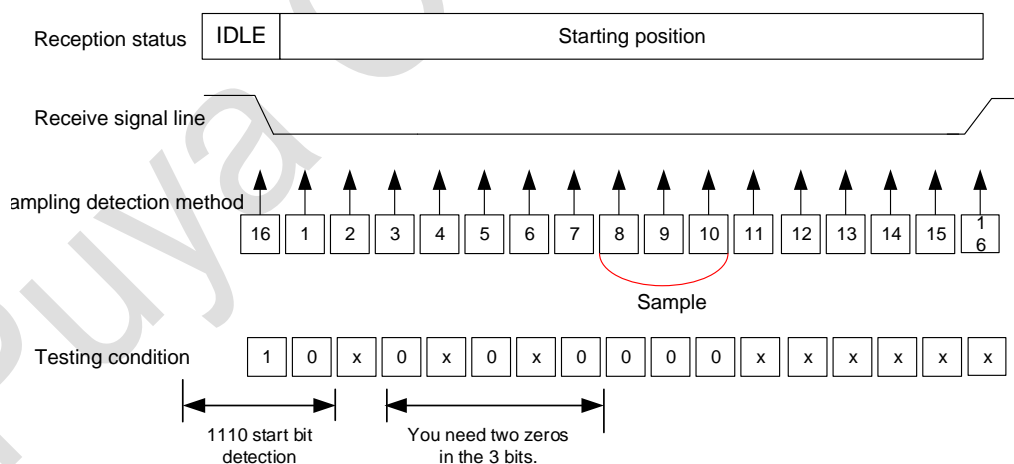 Reception status IDLE Starting position
Receive signal line
ampling detection method
16 1 2 3 4 5 6 7 8 9 10 11 12 13 14 15 16
Sample
Testing condition 1 0 x 0 x 0 x 0 0 0 0 x x x x x x
1110 start bit
detection
You need two zeros
in the 3 bits.
Puya